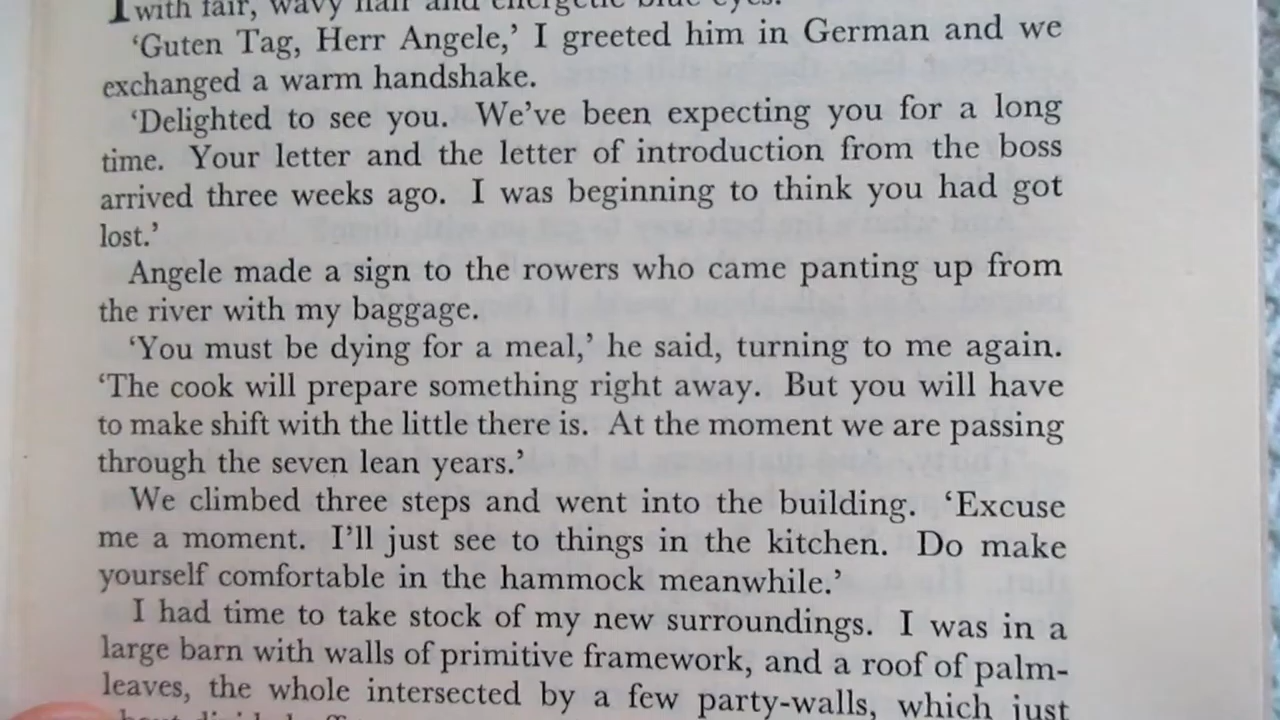 with fair, wavy hair and energetic blue eyes.
‘Guten Tag, Herr Angele,’ I greeted him in German and we
exchanged a warm handshake.
‘Delighted to see you. We’ve been expecting you for a long
time. Your letter and the letter of introduction from the boss
arrived three weeks ago. I was beginning to think you had got
lost.’
Angele made a sign to the rowers who came panting up from
the river with my baggage.
‘You must be dying for a meal,’ he said, turning to me again.
‘The cook will prepare something right away. But you will have
to make shift with the little there is. At the moment we are passing
through the seven lean years.’
We climbed three steps and went into the building. ‘Excuse
me a moment. I’ll just see to things in the kitchen. Do make
yourself comfortable in the hammock meanwhile.’
I had time to take stock of my new surroundings. I was in a
large barn with walls of primitive framework, and a roof of palm-
leaves, the whole intersected by a few party-walls, which just